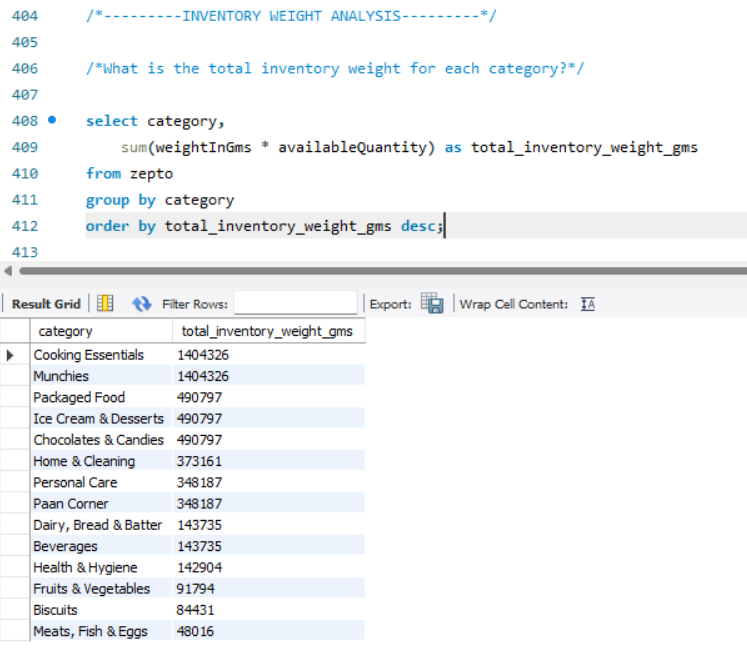 404 /*---------INVENTORY WEIGHT ANALYSIS---------*/
405
406 /*What is the total inventory weight for each category?*/
407
408 select category,
409 sum(weightInGms * availableQuantity) as total_inventory_weight_gms
410 from zepto
411 group by category
412 order by total_inventory_weight_gms desc;
413
Result Grid Filter Rows: Export: Wrap Cell Content:
category total_inventory_weight_gms
Cooking Essentials 1404326
Munchies 1404326
Packaged Food 490797
Ice Cream & Desserts 490797
Chocolates & Candies 490797
Home & Cleaning 373161
Personal Care 348187
Paan Corner 348187
Dairy, Bread & Batter 143735
Beverages 143735
Health & Hygiene 142904
Fruits & Vegetables 91794
Biscuits 84431
Meats, Fish & Eggs 48016